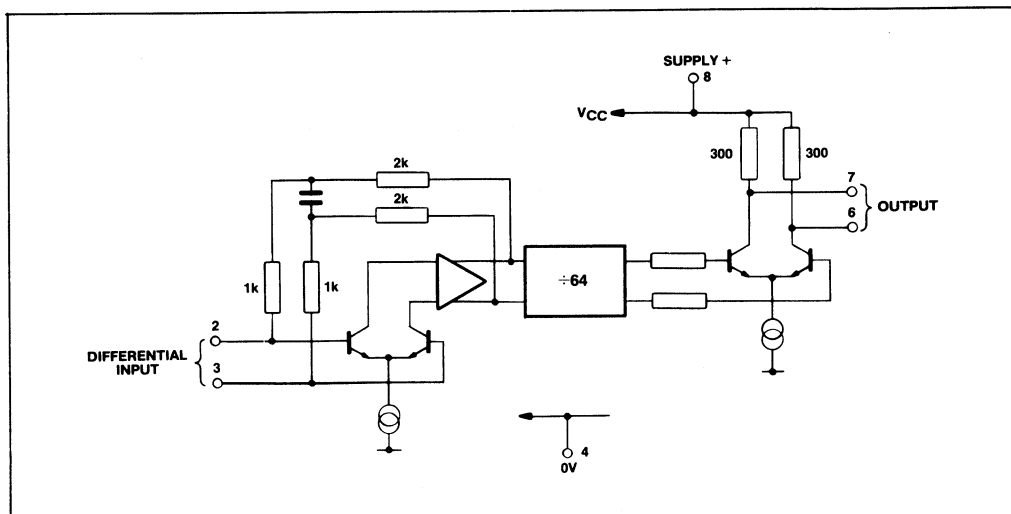 SUPPLY +
8
VCC
300
300
7
OUTPUT
6
2k
2k
1k
1k
÷64
2
DIFFERENTIAL
INPUT
3
4
0V